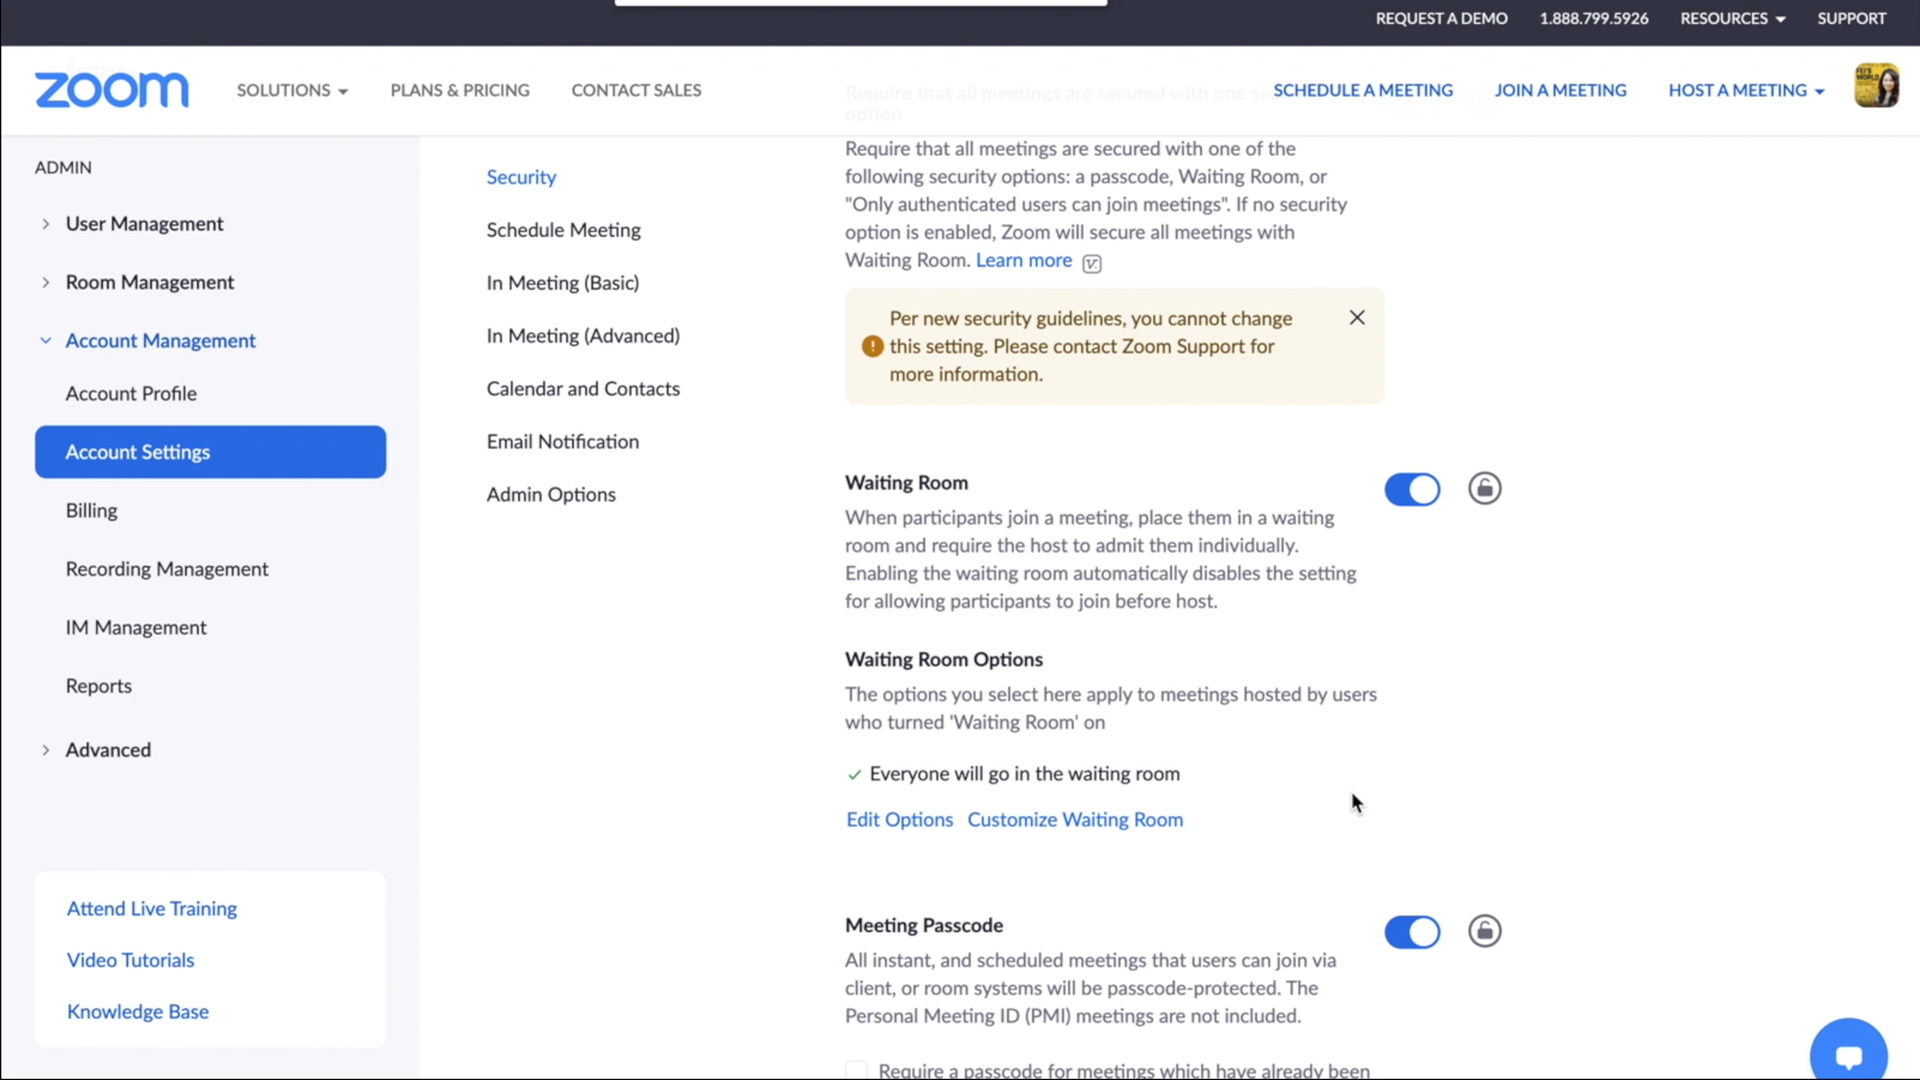 REQUEST A DEMO 1.888.799.5926 RESOURCES SUPPORT
zoom SOLUTIONS PLANS & PRICING CONTACT SALES SCHEDULE A MEETING JOIN A MEETING HOST A MEETING
Require that all meetings are secured with one
option
ADMIN
User Management
Room Management
Account Management
Account Profile
Account Settings
Billing
Recording Management
IM Management
Reports
Advanced
Attend Live Training
Video Tutorials
Knowledge Base
Security
Schedule Meeting
In Meeting (Basic)
In Meeting (Advanced)
Calendar and Contacts
Email Notification
Admin Options
Require that all meetings are secured with one of the
following security options: a passcode, Waiting Room, or
"Only authenticated users can join meetings". If no security
option is enabled, Zoom will secure all meetings with
Waiting Room. Learn more
Per new security guidelines, you cannot change
this setting. Please contact Zoom Support for
more information.
Waiting Room
When participants join a meeting, place them in a waiting
room and require the host to admit them individually.
Enabling the waiting room automatically disables the setting
for allowing participants to join before host.
Waiting Room Options
The options you select here apply to meetings hosted by users
who turned 'Waiting Room' on
Everyone will go in the waiting room
Edit Options Customize Waiting Room
Meeting Passcode
All instant, and scheduled meetings that users can join via
client, or room systems will be passcode-protected. The
Personal Meeting ID (PMI) meetings are not included.
Require a passcode for meetings which have already been